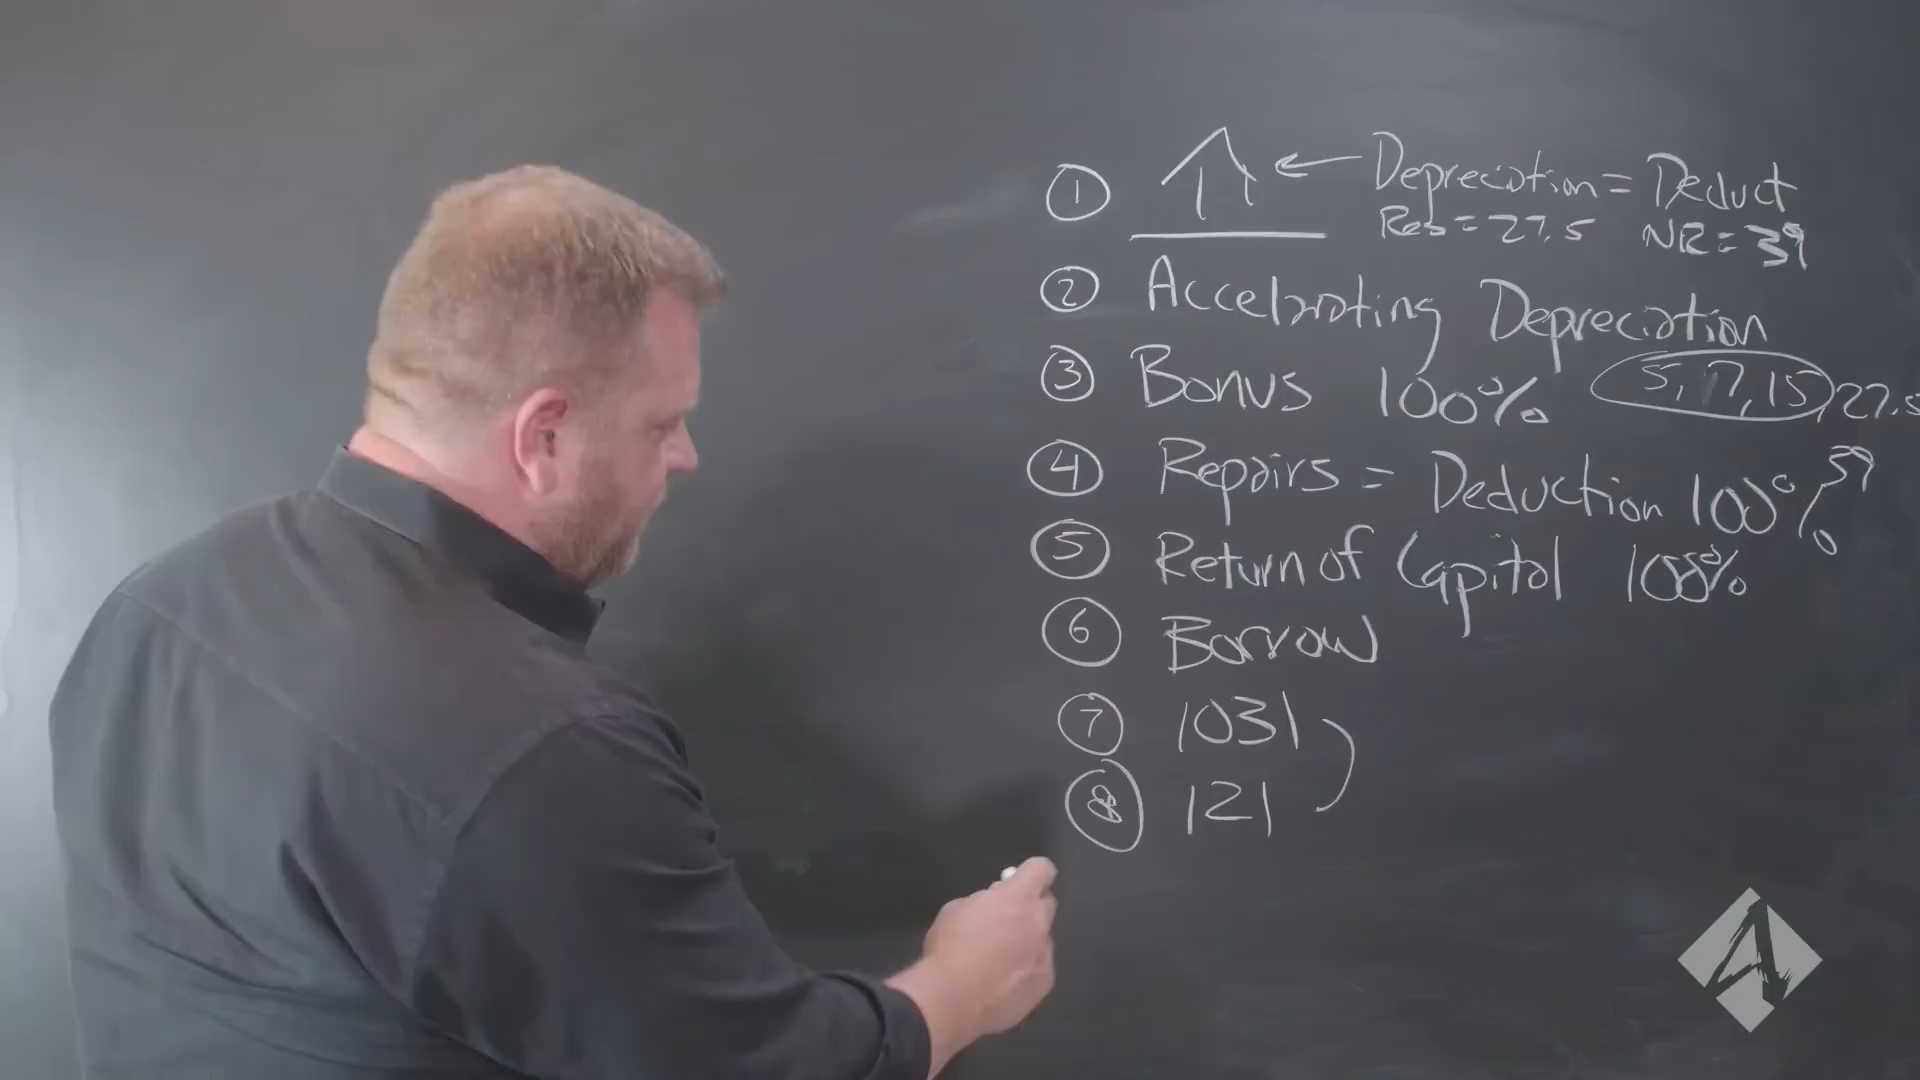 ① ← Depreciation = Deduct
Res = 27.5 NR = 39
② Accelerating Depreciation
③ Bonus 100% 5, 7, 15, 27.5
39
④ Repairs = Deduction 100%
⑤ Return of Capital 100%
⑥ Borrow
⑦ 1031
⑧ 121
A